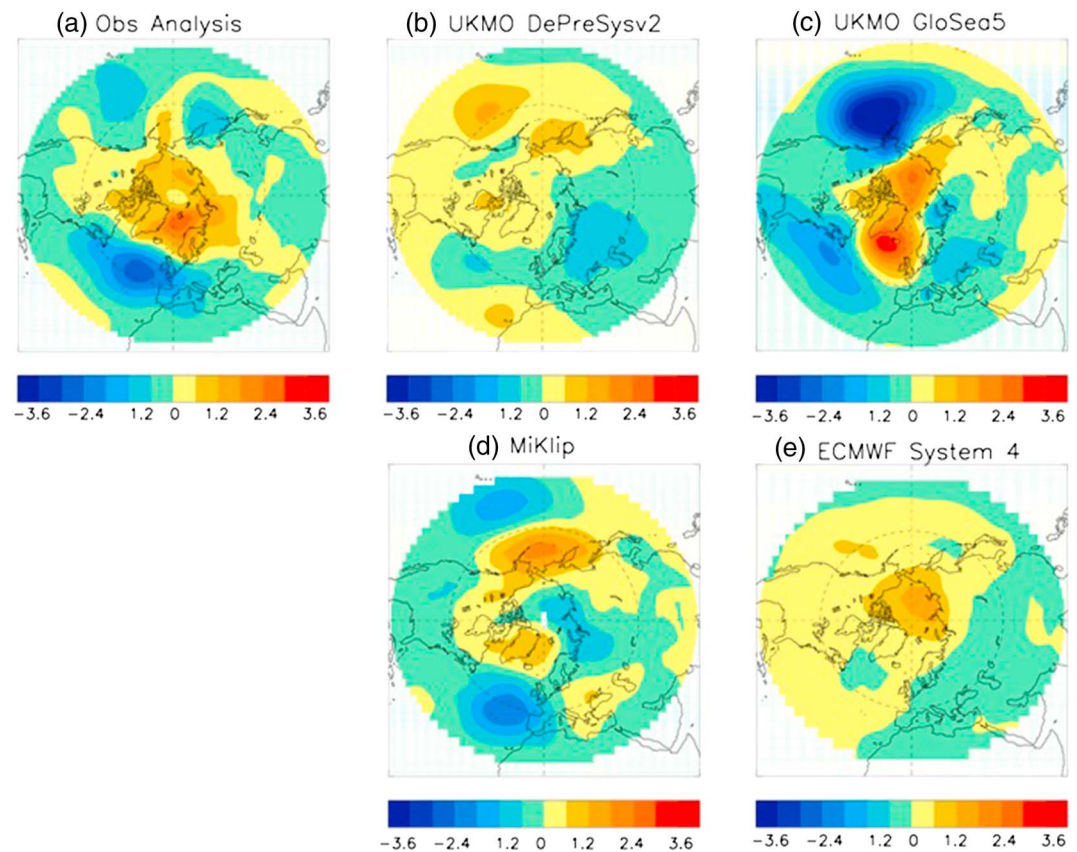 (a) Obs Analysis
(b) UKMO DePreSysv2
(c) UKMO GloSea5
-3.6 -2.4 1.2 0 1.2 2.4 3.6
-3.6 -2.4 1.2 0 1.2 2.4 3.6
-3.6 -2.4 -1.2 0 1.2 2.4 3.6
(d) MiKlip
(e) ECMWF System 4
-3.6 -2.4 1.2 0 1.2 2.4 3.6
-3.6 -2.4 -1.2 0 1.2 2.4 3.6